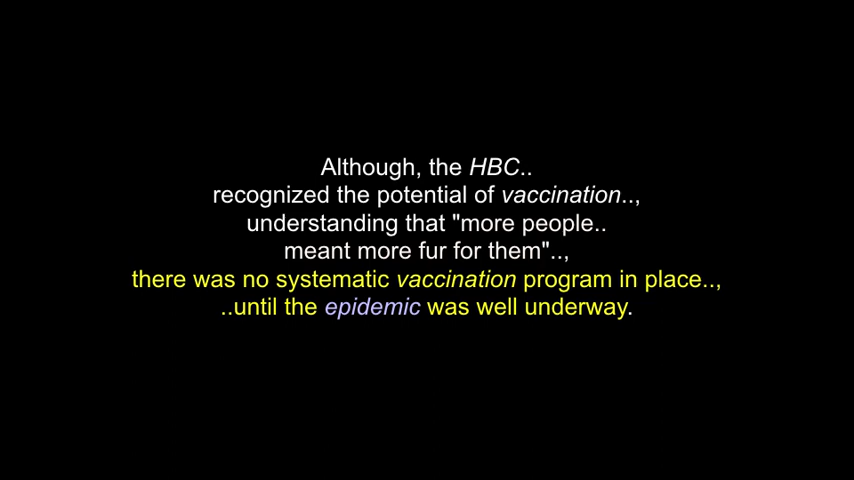 Although, the HBC..
recognized the potential of vaccination..,
understanding that "more people..
meant more fur for them"..,
there was no systematic vaccination program in place..,
..until the epidemic was well underway.